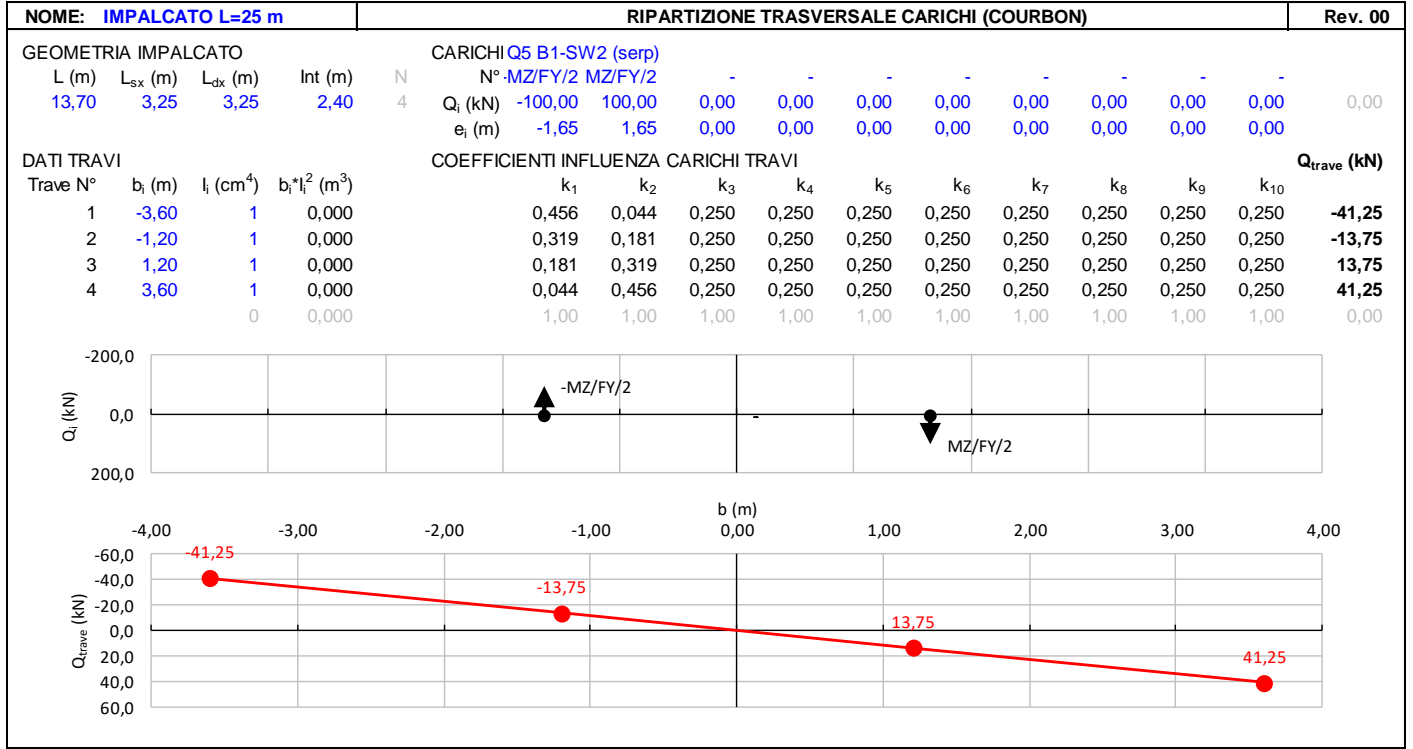 NOME: IMPALCATO L=25 m RIPARTIZIONE TRASVERSALE CARICHI (COURBON) Rev. 00
GEOMETRIA IMPALCATO CARICHI Q5 B1-SW2 (serp)
L (m) Lsx (m) Ldx (m) Int (m) N N° -MZ/FY/2 MZ/FY/2 - - - - - - - -
13,70 3,25 3,25 2,40 4 Qi (kN) -100,00 100,00 0,00 0,00 0,00 0,00 0,00 0,00 0,00 0,00 0,00
ei (m) -1,65 1,65 0,00 0,00 0,00 0,00 0,00 0,00 0,00 0,00
DATI TRAVI COEFFICIENTI INFLUENZA CARICHI TRAVI Qtrave (kN)
Trave N° bi (m) Ii (cm4) bi*Ii2 (m3) k1 k2 k3 k4 k5 k6 k7 k8 k9 k10
1 -3,60 1 0,000 0,456 0,044 0,250 0,250 0,250 0,250 0,250 0,250 0,250 0,250 -41,25
2 -1,20 1 0,000 0,319 0,181 0,250 0,250 0,250 0,250 0,250 0,250 0,250 0,250 -13,75
3 1,20 1 0,000 0,181 0,319 0,250 0,250 0,250 0,250 0,250 0,250 0,250 0,250 13,75
4 3,60 1 0,000 0,044 0,456 0,250 0,250 0,250 0,250 0,250 0,250 0,250 0,250 41,25
0 0,000 1,00 1,00 1,00 1,00 1,00 1,00 1,00 1,00 1,00 1,00 0,00
-200,0
-MZ/FY/2
0,0 -
Qi (kN)
MZ/FY/2
200,0
b (m)
-4,00 -3,00 -2,00 -1,00 0,00 1,00 2,00 3,00 4,00
-60,0 -41,25
-40,0 -13,75
-20,0 13,75
0,0
Qtrave (kN)
20,0 41,25
40,0
60,0